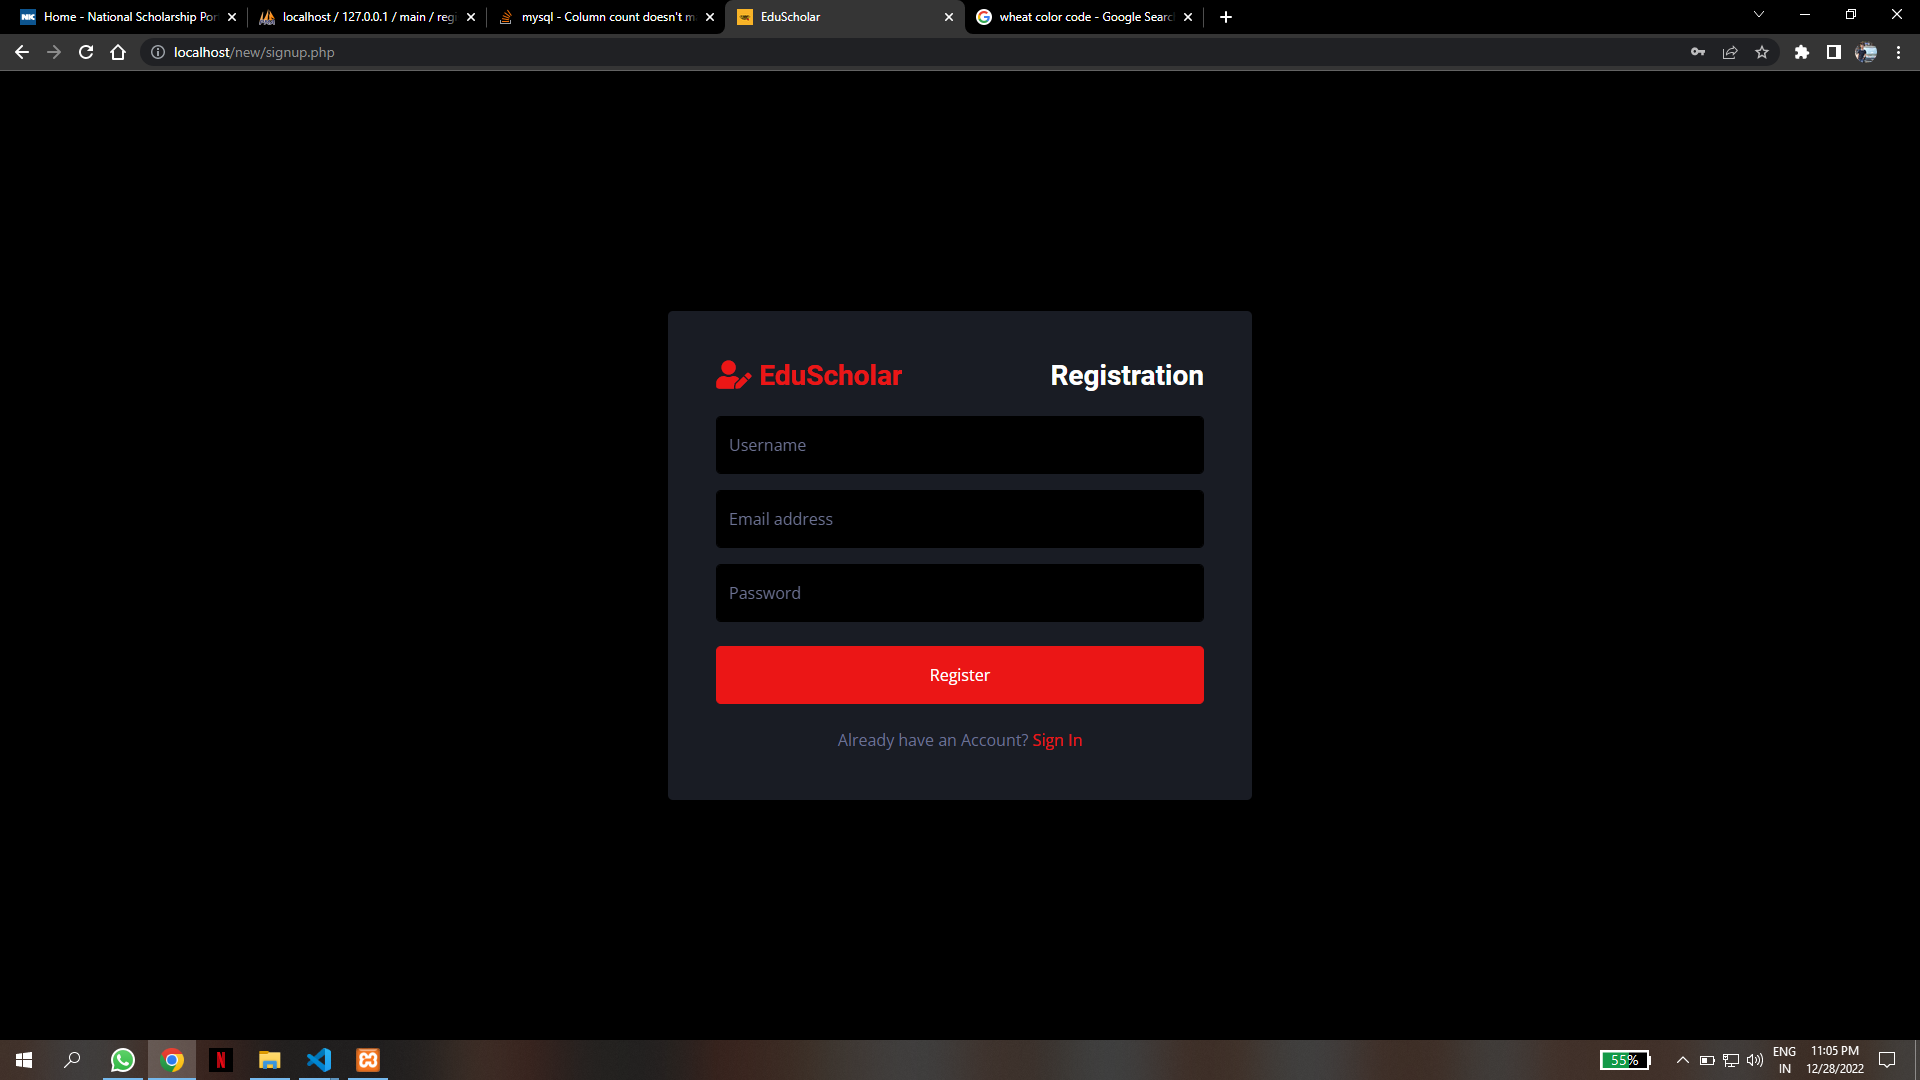 Home - National Scholarship Por
localhost / 127.0.0.1 / main / regi
mysql - Column count doesn't m
EduScholar
wheat color code - Google Searc
localhost/new/signup.php
EduScholar
Registration
Username
Email address
Password
Register
Already have an Account? Sign In
55%
ENG
IN
11:05 PM
12/28/2022